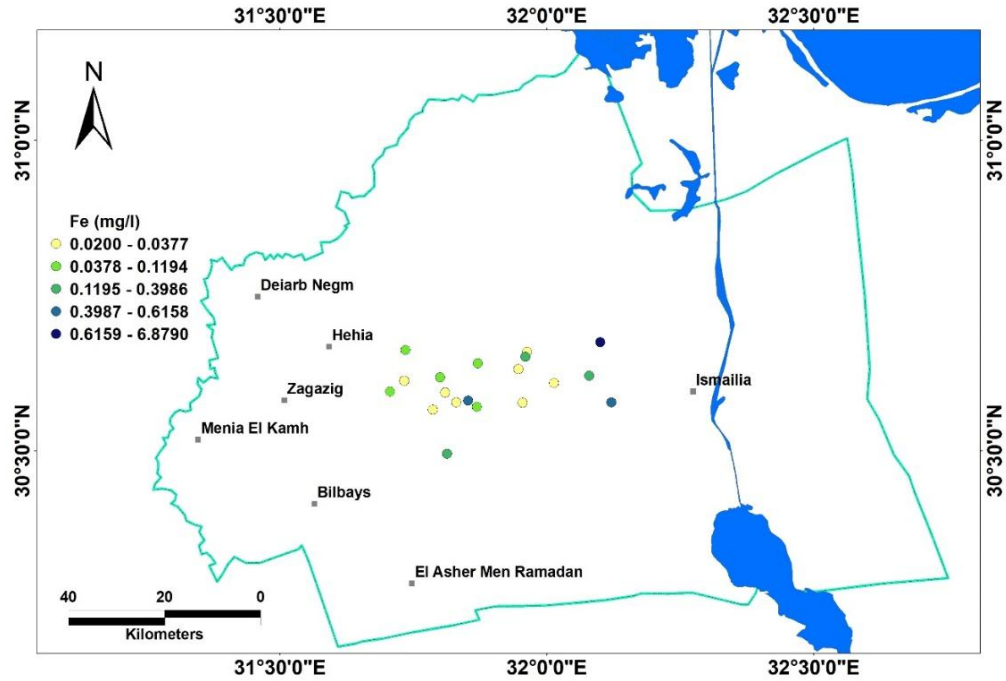 31°30'0"E 32°0'0"E 32°30'0"E
N
31°0'0"N
31°0'0"N
Fe (mg/l)
0.0200 - 0.0377
0.0378 - 0.1194
0.1195 - 0.3986
0.3987 - 0.6158
0.6159 - 6.8790
Deiarb Negm
Hehia
Zagazig
Ismailia
Menia El Kamh
30°30'0"N
30°30'0"N
Bilbays
El Asher Men Ramadan
40 20 0
Kilometers
31°30'0"E 32°0'0"E 32°30'0"E